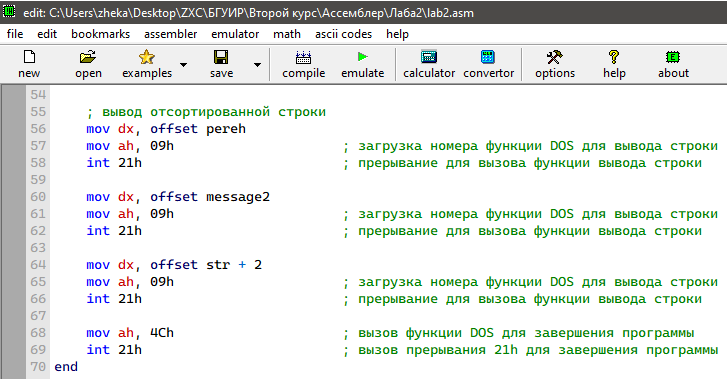 edit: C:\Users\zheka\Desktop\ZXC\БГУИР\Второй курс\Ассемблер\Лаба2\lab2.asm
file edit bookmarks assembler emulator math ascii codes help
new open examples save compile emulate calculator convertor options help about
54
55 ; вывод отсортированной строки
56 mov dx, offset pereh
57 mov ah, 09h ; загрузка номера функции DOS для вывода строки
58 int 21h ; прерывание для вызова функции вывода строки
59
60 mov dx, offset message2
61 mov ah, 09h ; загрузка номера функции DOS для вывода строки
62 int 21h ; прерывание для вызова функции вывода строки
63
64 mov dx, offset str + 2
65 mov ah, 09h ; загрузка номера функции DOS для вывода строки
66 int 21h ; прерывание для вызова функции вывода строки
67
68 mov ah, 4Ch ; вызов функции DOS для завершения программы
69 int 21h ; вызов прерывания 21h для завершения программы
70 end